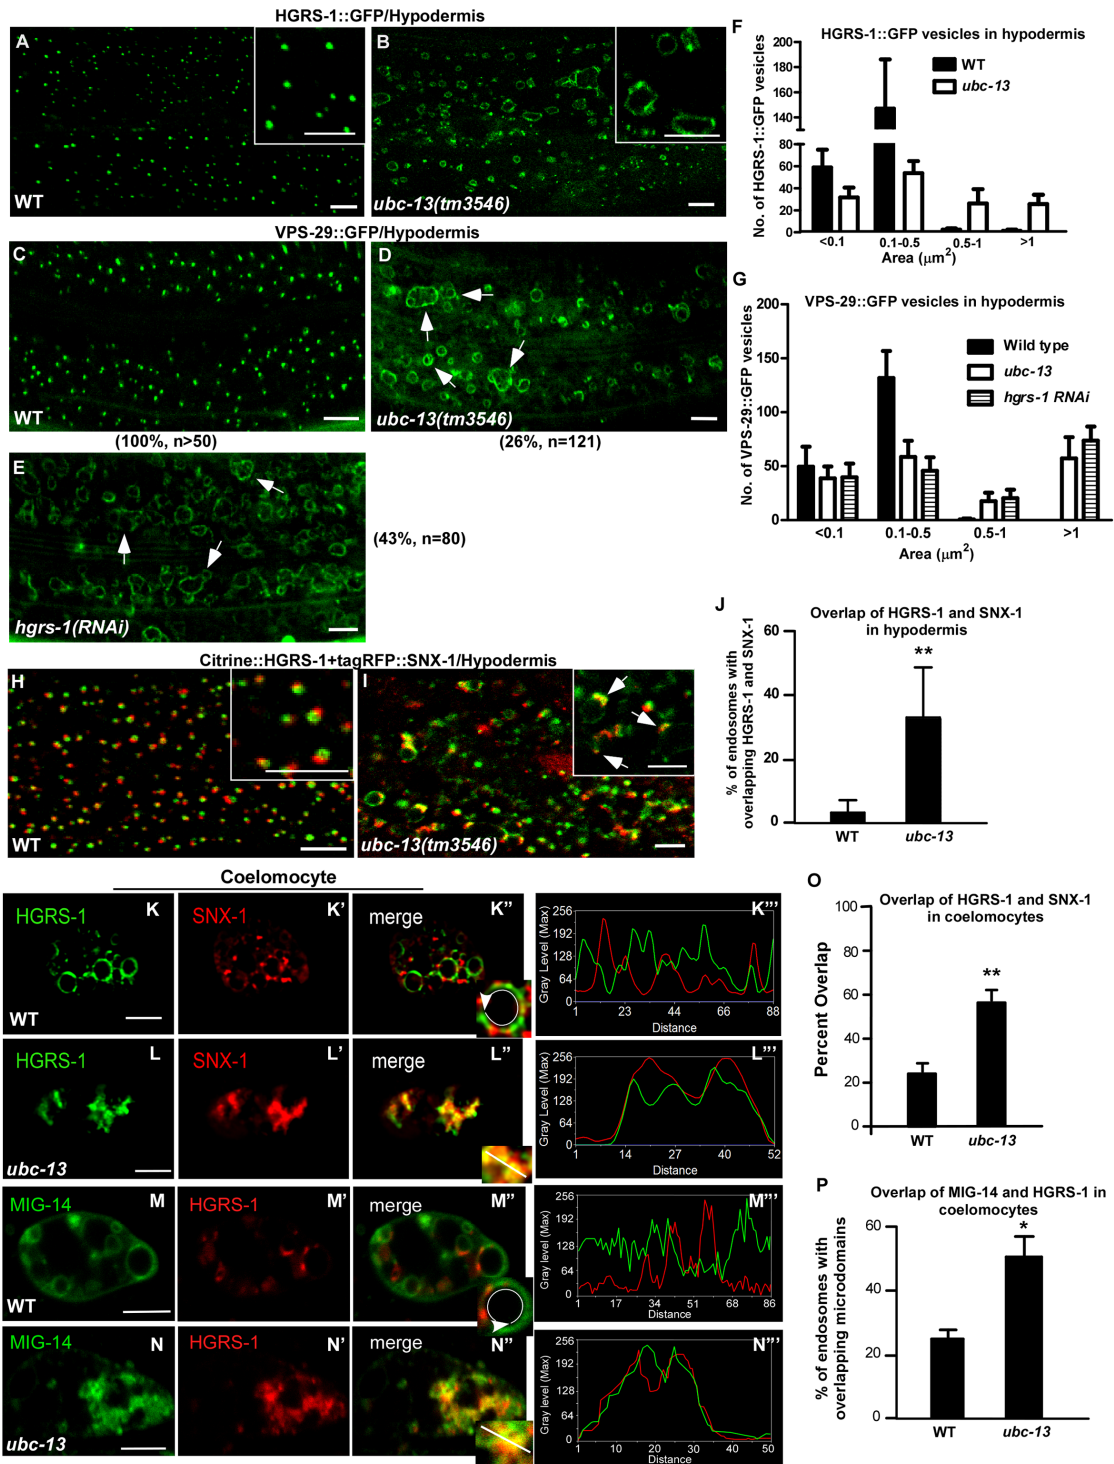 HGRS-1::GFP/Hypodermis
A
WT
B
ubc-13(tm3546)
VPS-29::GFP/Hypodermis
C
WT
(100%, n>50)
D
ubc-13(tm3546)
(26%, n=121)
E
hgrs-1(RNAi)
(43%, n=80)
F
HGRS-1::GFP vesicles in hypodermis
WT
ubc-13
No. of HGRS-1::GFP vesicles
200
180
160
140
80
60
40
20
0
<0.1
0.1-0.5
0.5-1
>1
Area (μm²)
G
VPS-29::GFP vesicles in hypodermis
Wild type
ubc-13
hgrs-1 RNAi
No. of VPS-29::GFP vesicles
200
150
100
50
0
<0.1
0.1-0.5
0.5-1
>1
Area (μm²)
Citrine::HGRS-1+tagRFP::SNX-1/Hypodermis
H
WT
I
ubc-13(tm3546)
J
Overlap of HGRS-1 and SNX-1
in hypodermis
% of endosomes with
overlapping HGRS-1 and SNX-1
60
40
20
0
**
WT
ubc-13
Coelomocyte
HGRS-1
K
WT
SNX-1
K'
merge
K''
K'''
Gray Level (Max)
256
192
128
64
0
1
23
44
66
88
Distance
HGRS-1
L
ubc-13
SNX-1
L'
merge
L''
L'''
Gray Level (Max)
256
192
128
64
0
1
14
27
40
52
Distance
MIG-14
M
WT
HGRS-1
M'
merge
M''
M'''
Gray level (Max)
256
192
128
64
0
1
17
34
51
68
86
Distance
MIG-14
N
ubc-13
HGRS-1
N'
merge
N''
N'''
Gray level (Max)
256
192
128
64
0
1
10
20
30
40
50
Distance
O
Overlap of HGRS-1 and SNX-1
in coelomocytes
Percent Overlap
100
80
60
40
20
0
**
WT
ubc-13
P
Overlap of MIG-14 and HGRS-1 in
coelomocytes
% of endosomes with
overlapping microdomains
60
40
20
0
*
WT
ubc-13